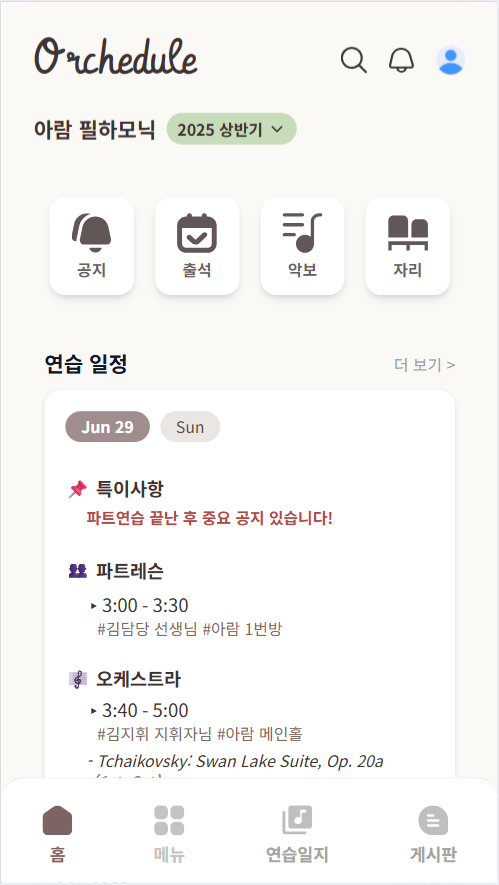 Orchedule
아람 필하모닉 2025 상반기
공지 출석 악보 자리
연습 일정 더 보기 >
Jun 29 Sun
특이사항
파트연습 끝난 후 중요 공지 있습니다!
파트레슨
‣ 3:00 - 3:30
#김담당 선생님 #아람 1번방
오케스트라
‣ 3:40 - 5:00
#김지휘 지휘자님 #아람 메인홀
- Tchaikovsky: Swan Lake Suite, Op. 20a
홈 메뉴 연습일지 게시판